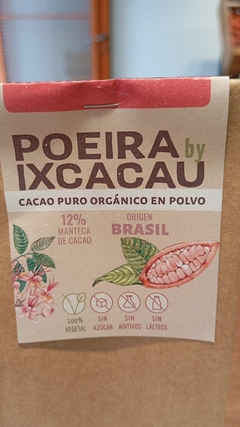 POEIRA by
IXCACAU
CACAO PURO ORGÁNICO EN POLVO
12%
MANTECA
DE CACAO
ORIGEN
BRASIL
100%
VEGETAL
SIN
AZÚCAR
SIN
ADITIVOS
SIN
LÁCTEOS